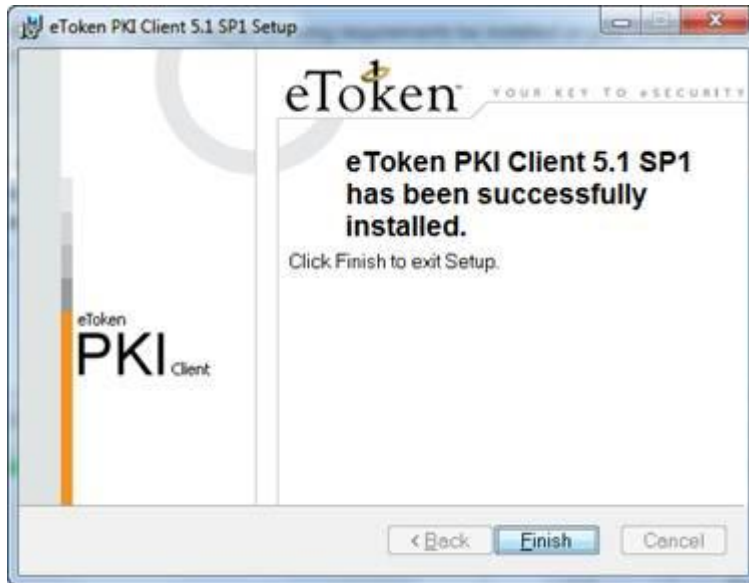 eToken PKI Client 5.1 SP1 Setup
eToken™ YOUR KEY TO eSECURITY
eToken PKI Client 5.1 SP1
has been successfully
installed.
Click Finish to exit Setup.
eToken
PKI Client
< Back Finish Cancel